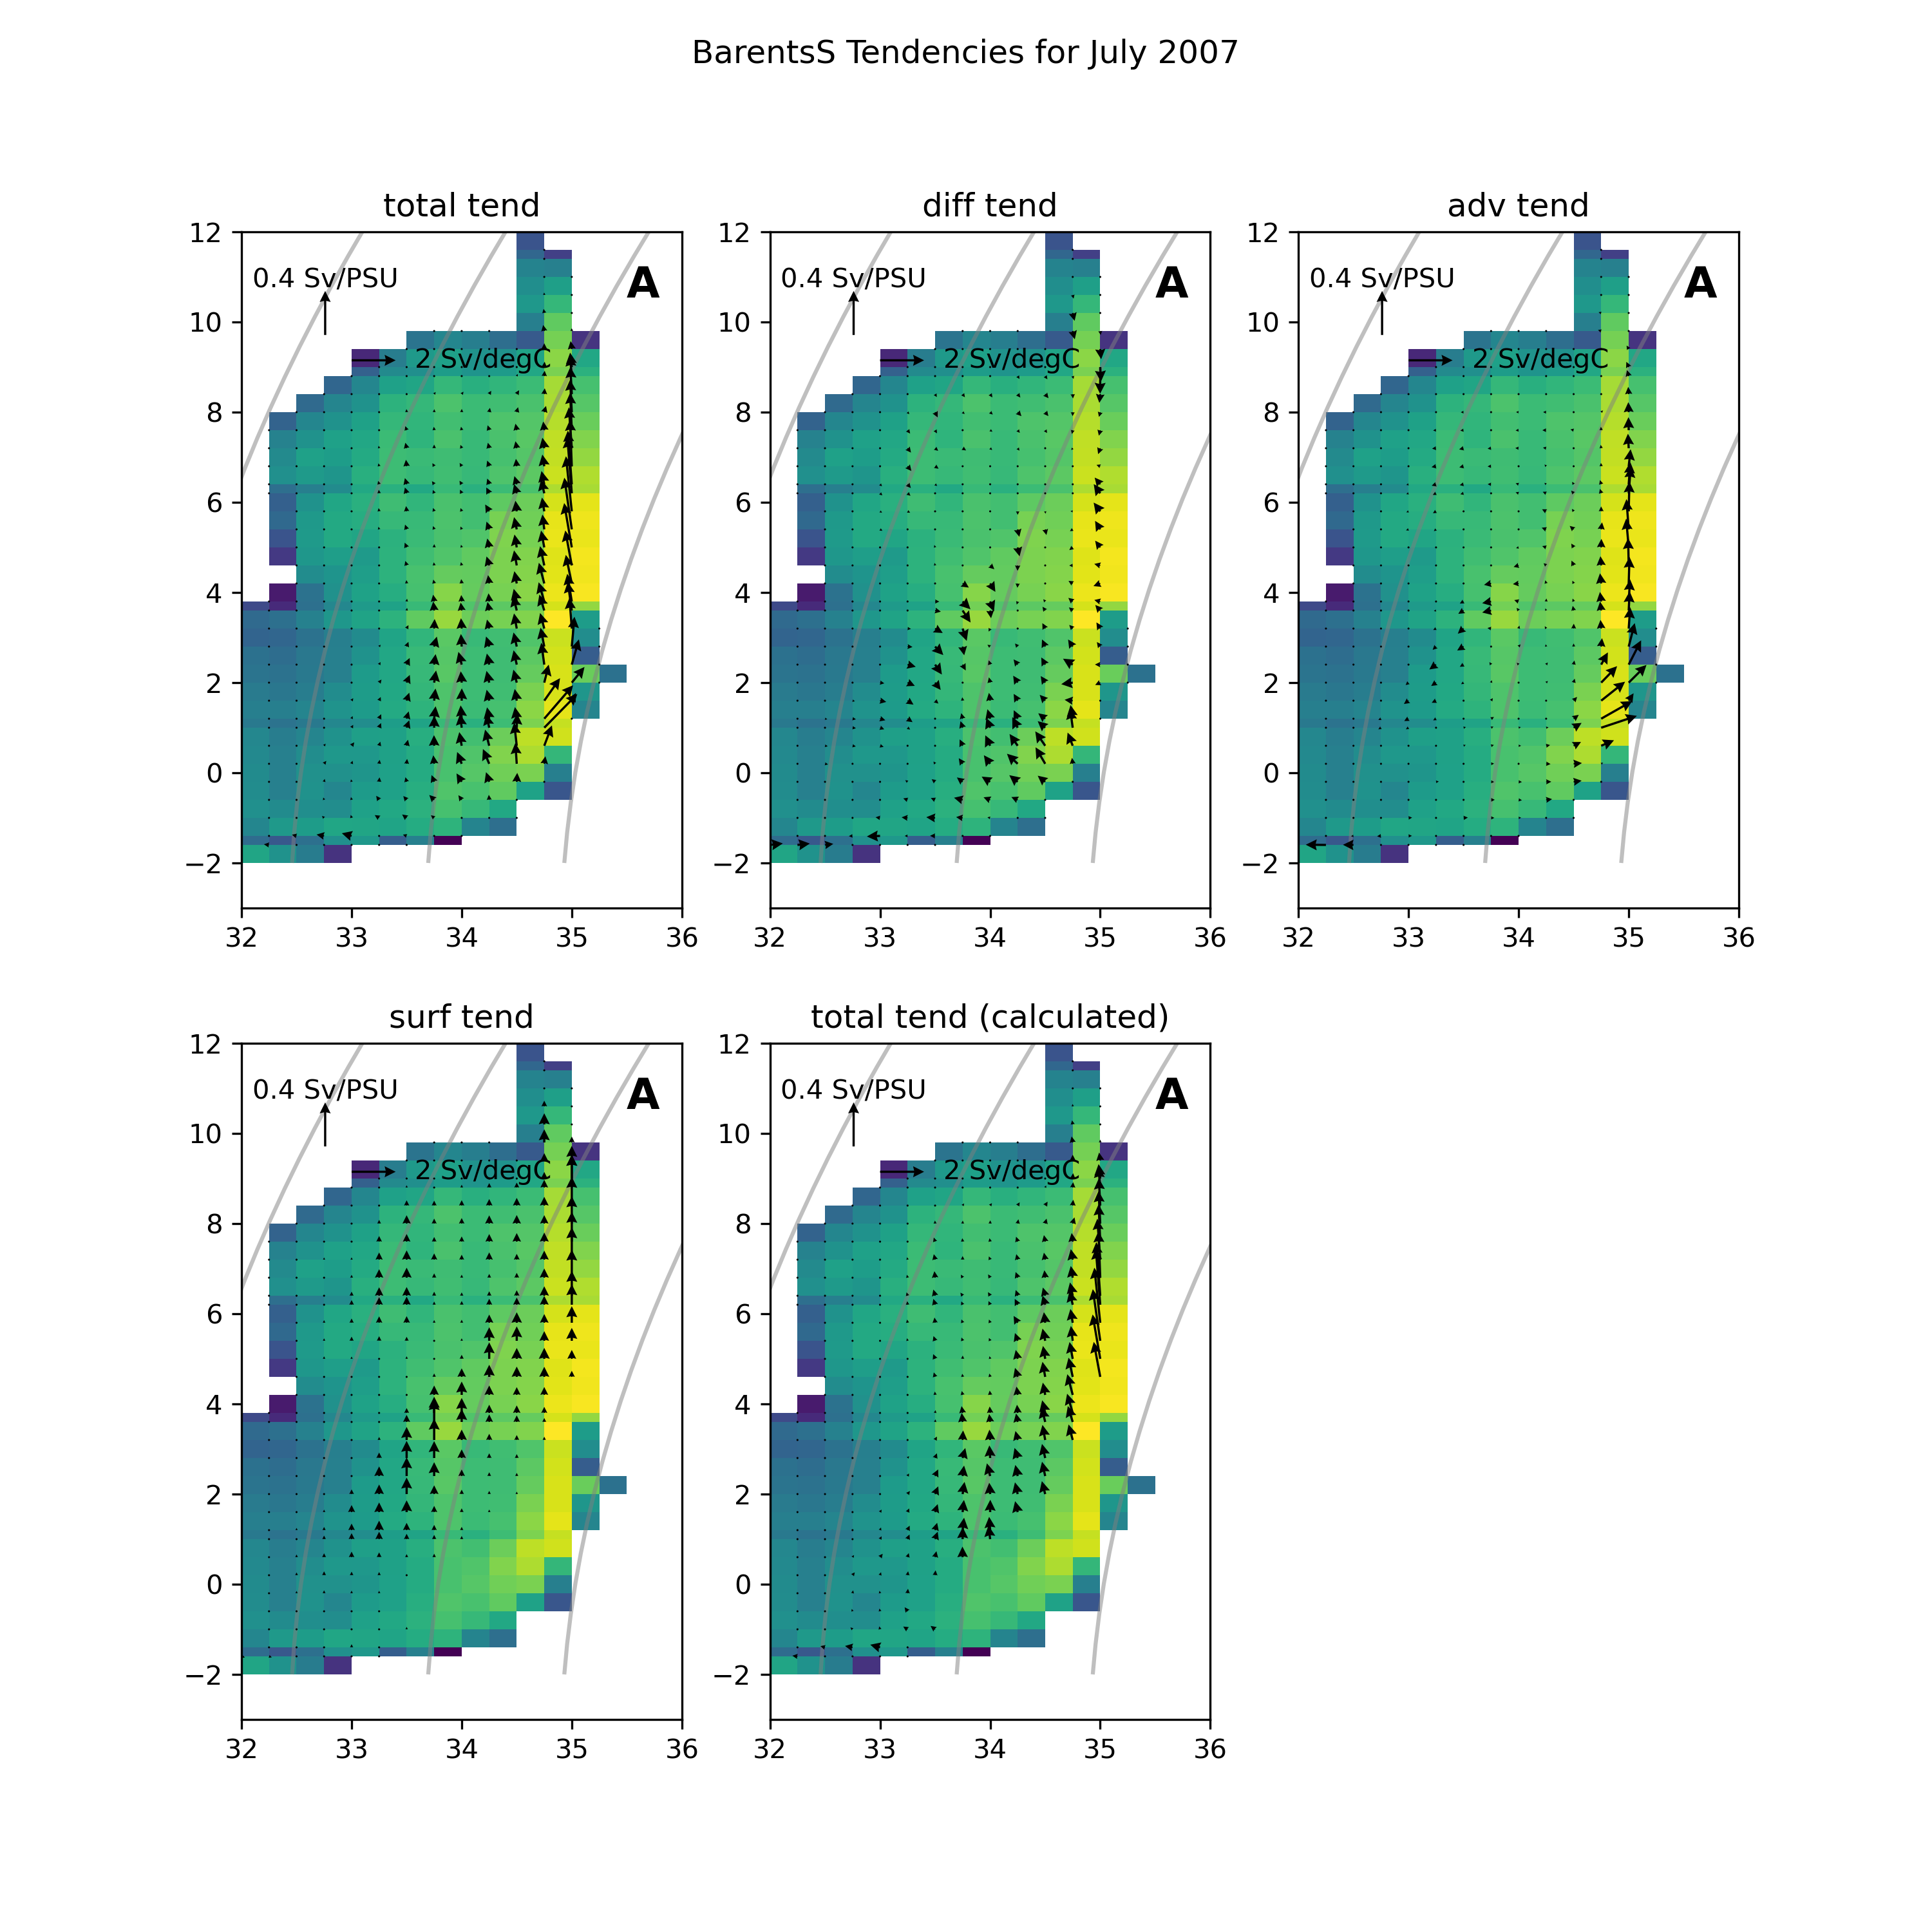 BarentsS Tendencies for July 2007
total tend
diff tend
adv tend
12
10
8
6
4
2
0
−2
32 33 34 35 36
0.4 Sv/PSU
2 Sv/degC
A
12
10
8
6
4
2
0
−2
32 33 34 35 36
0.4 Sv/PSU
2 Sv/degC
A
12
10
8
6
4
2
0
−2
32 33 34 35 36
0.4 Sv/PSU
2 Sv/degC
A
surf tend
total tend (calculated)
12
10
8
6
4
2
0
−2
32 33 34 35 36
0.4 Sv/PSU
2 Sv/degC
A
12
10
8
6
4
2
0
−2
32 33 34 35 36
0.4 Sv/PSU
2 Sv/degC
A